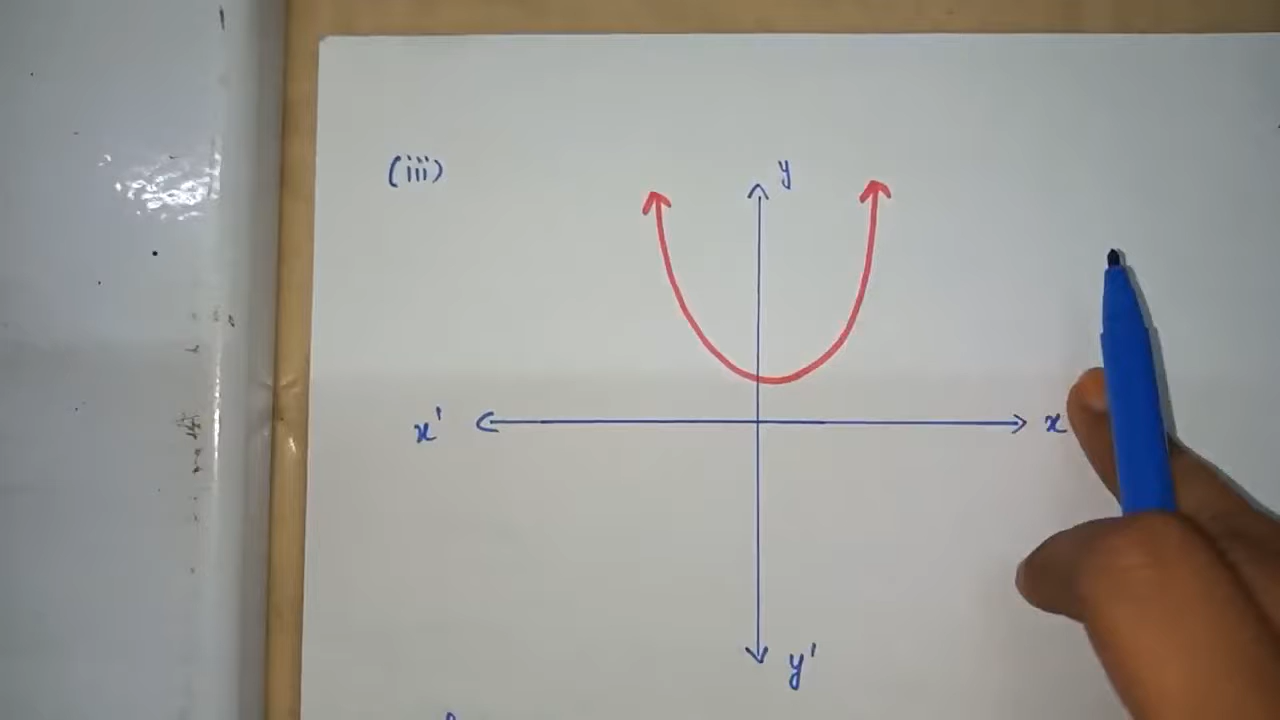 (iii)
y
x' x
y'